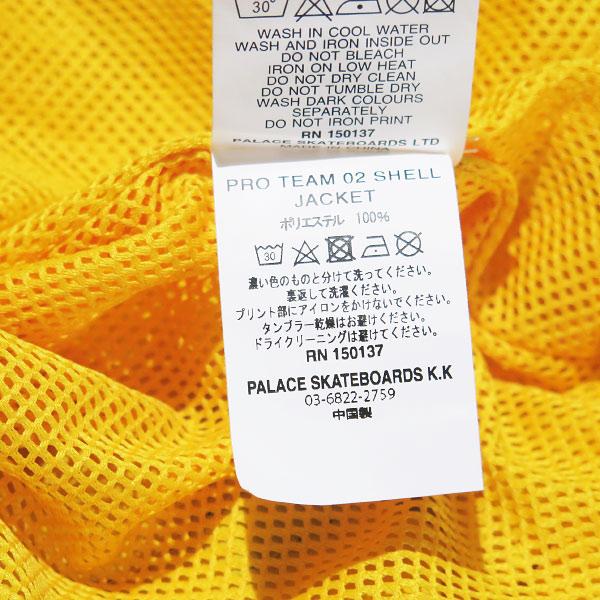 30°
WASH IN COOL WATER
WASH AND IRON INSIDE OUT
DO NOT BLEACH
IRON ON LOW HEAT
DO NOT DRY CLEAN
DO NOT TUMBLE DRY
WASH DARK COLOURS
SEPARATELY
DO NOT IRON PRINT
RN 150137
PALACE SKATEBOARDS LTD
MADE IN CHINA
PRO TEAM 02 SHELL
JACKET
ポリエステル 100%
30
濃い色のものと分けて洗ってください。
裏返して洗濯ください。
プリント部にアイロンをかけないでください。
タンブラー乾燥はお避けください。
ドライクリーニングはお避けください。
RN 150137
PALACE SKATEBOARDS K.K
03-6822-2759
中国製